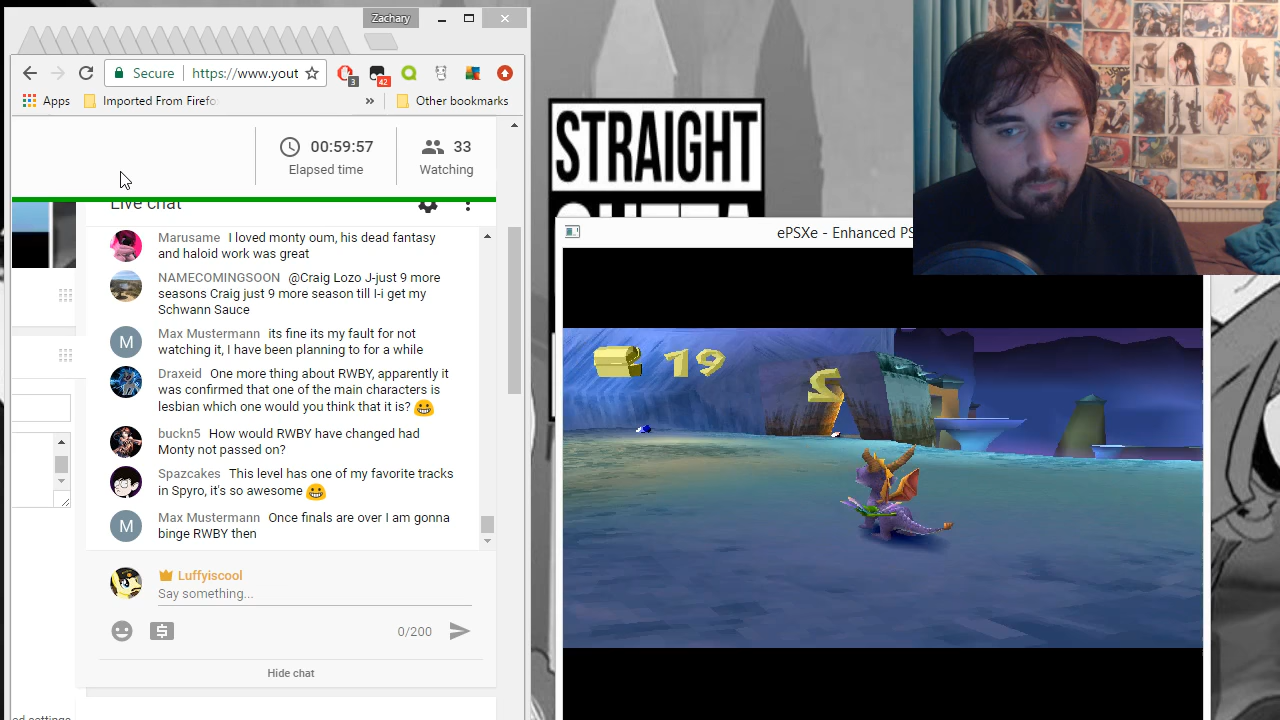 Zachary
Secure
https://www.yout
3
42
Apps
Imported From Firefo
»
Other bookmarks
00:59:57
33
Elapsed time
Watching
Live chat
Marusame I loved monty oum, his dead fantasy
and haloid work was great
NAMECOMINGSOON @Craig Lozo J-just 9 more
seasons Craig just 9 more season till I-i get my
Schwann Sauce
M
Max Mustermann its fine its my fault for not
watching it, I have been planning to for a while
Draxeid One more thing about RWBY, apparently it
was confirmed that one of the main characters is
lesbian which one would you think that it is? 😀
buckn5 How would RWBY have changed had
Monty not passed on?
Spazcakes This level has one of my favorite tracks
in Spyro, it's so awesome 😀
M
Max Mustermann Once finals are over I am gonna
binge RWBY then
Luffyiscool
Say something...
0/200
Hide chat
ed settings
STRAIGHT
OUTTA
ePSXe - Enhanced PS
19